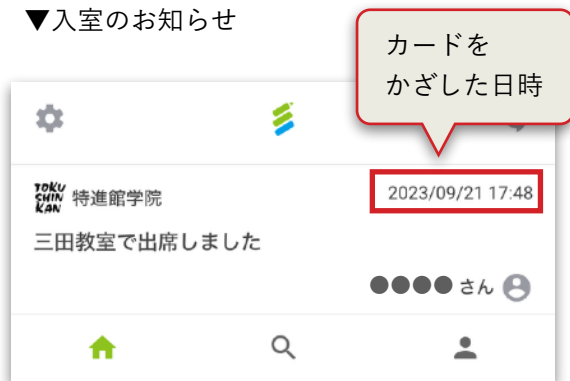 ▼入室のお知らせ
カードを
かざした日時
TOKU
SHIN
KAN
特進館学院
2023/09/21 17:48
三田教室で出席しました
●●●● さん